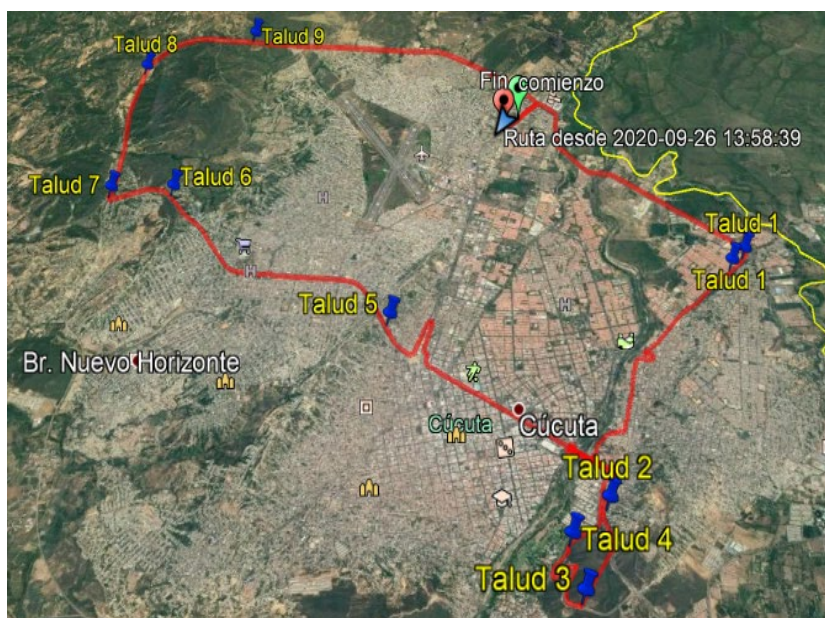 Talud 8
Talud 9
Fin
comienzo
Ruta desde 2020-09-26 13:58:39
Talud 7
Talud 6
Talud 1
Talud 1
Talud 5
H
H
H
Br. Nuevo Horizonte
Cúcuta
Cúcuta
Talud 2
Talud 4
Talud 3